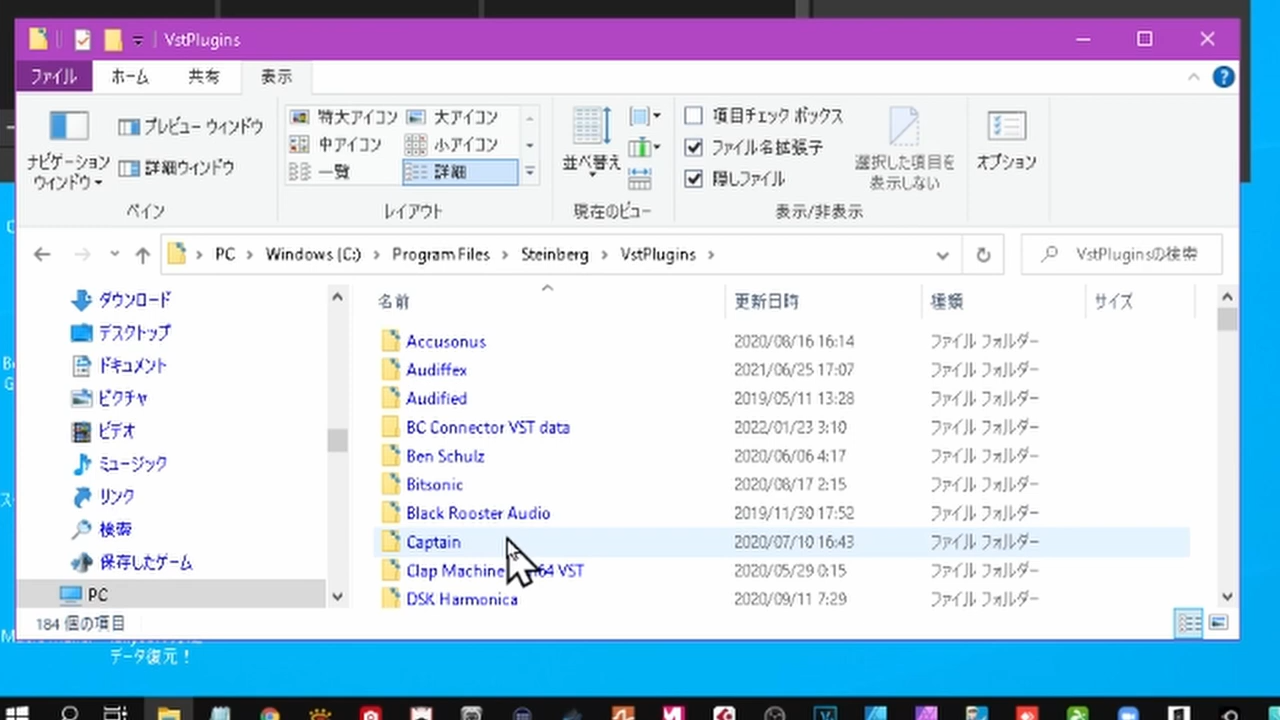 VstPlugins
ファイル ホーム 共有 表示
ナビゲーション
ウィンドウ
プレビュー ウィンドウ
詳細ウィンドウ
ペイン
特大アイコン 大アイコン
中アイコン 小アイコン
一覧 詳細
レイアウト
並べ替え
現在のビュー
項目チェック ボックス
ファイル名拡張子
隠しファイル
選択した項目を
表示しない
表示/非表示
オプション
PC > Windows (C:) > Program Files > Steinberg > VstPlugins >
VstPluginsの検索
ダウンロード
デスクトップ
ドキュメント
ピクチャ
ビデオ
ミュージック
リンク
検索
保存したゲーム
PC
名前 更新日時 種類 サイズ
Accusonus 2020/08/16 16:14 ファイル フォルダー
Audiffex 2021/06/25 17:07 ファイル フォルダー
Audified 2019/05/11 13:28 ファイル フォルダー
BC Connector VST data 2022/01/23 3:10 ファイル フォルダー
Ben Schulz 2020/06/06 4:17 ファイル フォルダー
Bitsonic 2020/08/17 2:15 ファイル フォルダー
Black Rooster Audio 2019/11/30 17:52 ファイル フォルダー
Captain 2020/07/10 16:43 ファイル フォルダー
Clap Machine 64 VST 2020/05/29 0:15 ファイル フォルダー
DSK Harmonica 2020/09/11 7:29 ファイル フォルダー
184 個の項目
データ復元！